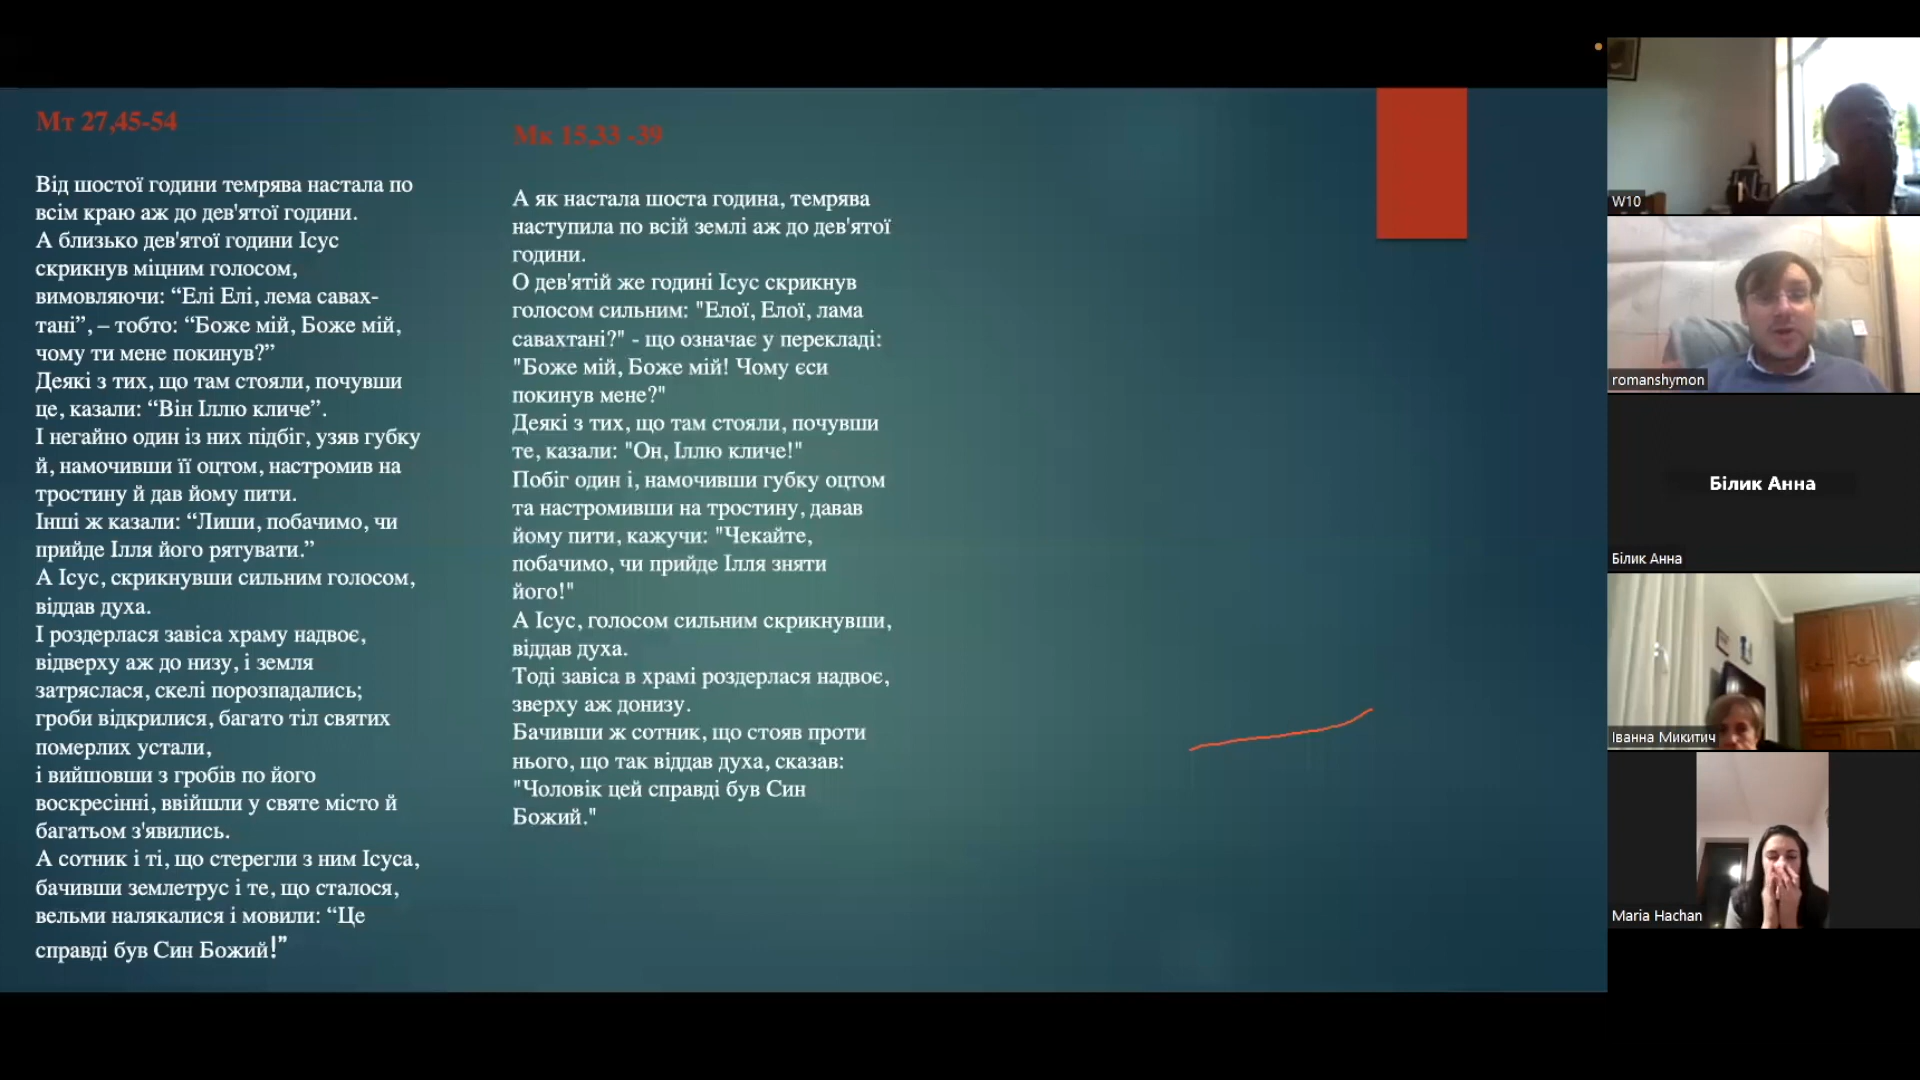 Мт 27,45-54
Від шостої години темрява настала по
всім краю аж до дев'ятої години.
А близько дев'ятої години Ісус
скрикнув міцним голосом,
вимовляючи: “Елі Елі, лема савах-
тані”, – тобто: “Боже мій, Боже мій,
чому ти мене покинув?”
Деякі з тих, що там стояли, почувши
це, казали: “Він Іллю кличе”.
І негайно один із них підбіг, узяв губку
й, намочивши її оцтом, настромив на
тростину й дав йому пити.
Інші ж казали: “Лиши, побачимо, чи
прийде Ілля його рятувати.”
А Ісус, скрикнувши сильним голосом,
віддав духа.
І роздерлася завіса храму надвоє,
відверху аж до низу, і земля
затряслася, скелі порозпадались;
гроби відкрилися, багато тіл святих
померлих устали,
і вийшовши з гробів по його
воскресінні, ввійшли у святе місто й
багатьом з'явились.
А сотник і ті, що стерегли з ним Ісуса,
бачивши землетрус і те, що сталося,
вельми налякалися і мовили: “Це
справді був Син Божий!”
Мк 15,33 -39
А як настала шоста година, темрява
наступила по всій землі аж до дев'ятої
години.
О дев'ятій же годині Ісус скрикнув
голосом сильним: "Елої, Елої, лама
савахтані?" - що означає у перекладі:
"Боже мій, Боже мій! Чому єси
покинув мене?"
Деякі з тих, що там стояли, почувши
те, казали: "Он, Іллю кличе!"
Побіг один і, намочивши губку оцтом
та настромивши на тростину, давав
йому пити, кажучи: "Чекайте,
побачимо, чи прийде Ілля зняти
його!"
А Ісус, голосом сильним скрикнувши,
віддав духа.
Тоді завіса в храмі роздерлася надвоє,
зверху аж донизу.
Бачивши ж сотник, що стояв проти
нього, що так віддав духа, сказав:
"Чоловік цей справді був Син
Божий."
W10
romanshymon
Білик Анна
Білик Анна
Іванна Микитич
Maria Hachan